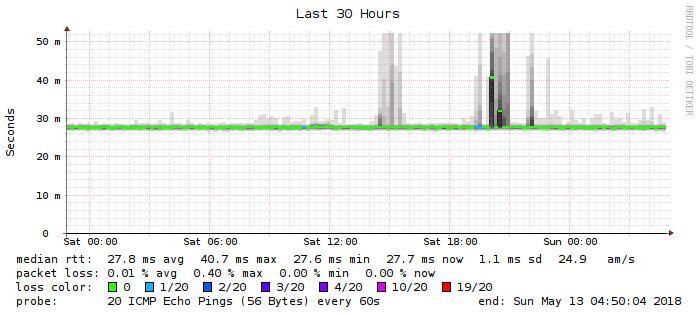 Last 30 Hours
RRDTOOL / TOBI OETIKER
Seconds
50 m
40 m
30 m
20 m
10 m
0
Sat 00:00 Sat 06:00 Sat 12:00 Sat 18:00 Sun 00:00
median rtt: 27.8 ms avg 40.7 ms max 27.6 ms min 27.7 ms now 1.1 ms sd 24.9 am/s
packet loss: 0.01 % avg 0.40 % max 0.00 % min 0.00 % now
loss color: 0 1/20 2/20 3/20 4/20 10/20 19/20
probe: 20 ICMP Echo Pings (56 Bytes) every 60s end: Sun May 13 04:50:04 2018